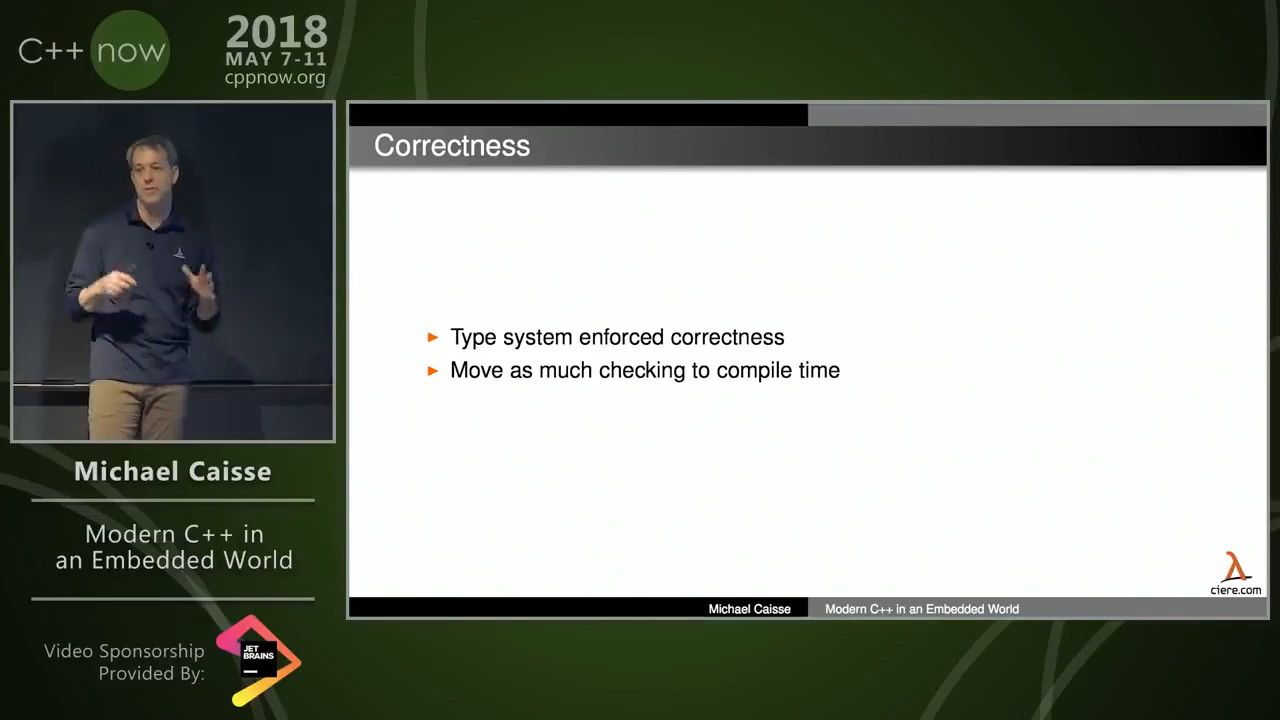 C++ now
2018
MAY 7-11
cppnow.org
Correctness
► Type system enforced correctness
► Move as much checking to compile time
λ
ciere.com
Michael Caisse
Modern C++ in an Embedded World
Michael Caisse
Modern C++ in
an Embedded World
Video Sponsorship
Provided By:
JET
BRAINS